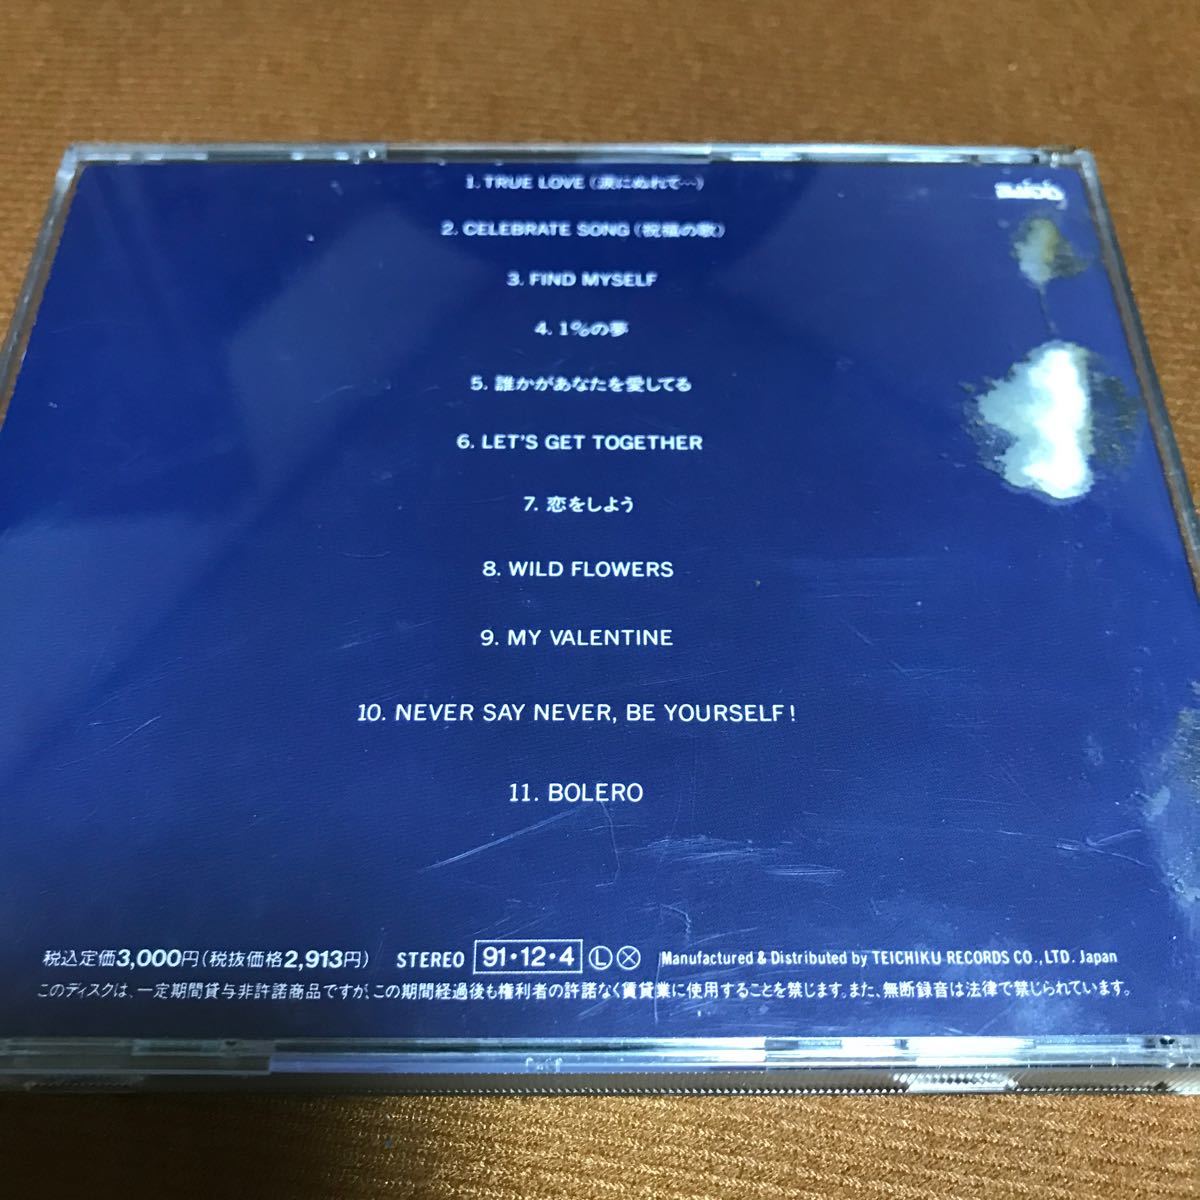 1. TRUE LOVE (涙にぬれて…)
2. CELEBRATE SONG (祝福の歌)
3. FIND MYSELF
4. 1%の夢
5. 誰かがあなたを愛してる
6. LET'S GET TOGETHER
7. 恋をしよう
8. WILD FLOWERS
9. MY VALENTINE
10. NEVER SAY NEVER, BE YOURSELF!
11. BOLERO
税込定価3,000円(税抜価格2,913円) STEREO 91・12・4 Ⓛ Ⓧ Manufactured & Distributed by TEICHIKU RECORDS CO., LTD. Japan
このディスクは、一定期間貸与非許諾商品ですが、この期間経過後も権利者の許諾なく賃貸業に使用することを禁じます。また、無断録音は法律で禁じられています。